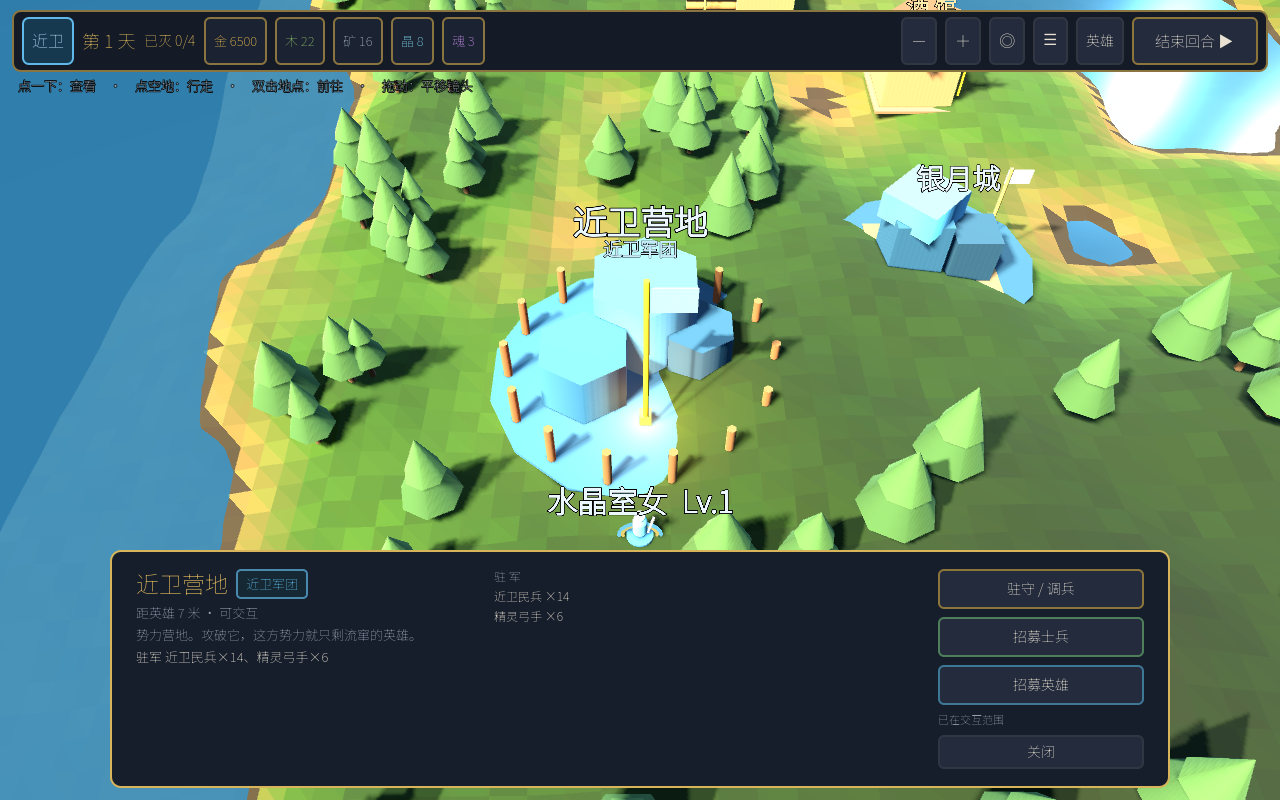 近卫 第 1 天 已灭 0/4 金 6500 木 22 矿 16 晶 8 魂 3 － ＋ ◎ ☰ 英雄 结束回合 ▶
点一下：查看 · 点空地：行走 · 双击地点：前往 · 拖动：平移镜头
银月城
近卫营地
近卫军团
水晶室女 Lv.1
近卫营地 近卫军团
距英雄 7 米 · 可交互
势力营地。攻破它，这方势力就只剩流窜的英雄。
驻军 近卫民兵×14、精灵弓手×6
驻 军
近卫民兵 ×14
精灵弓手 ×6
驻守 / 调兵
招募士兵
招募英雄
已在交互范围
关闭